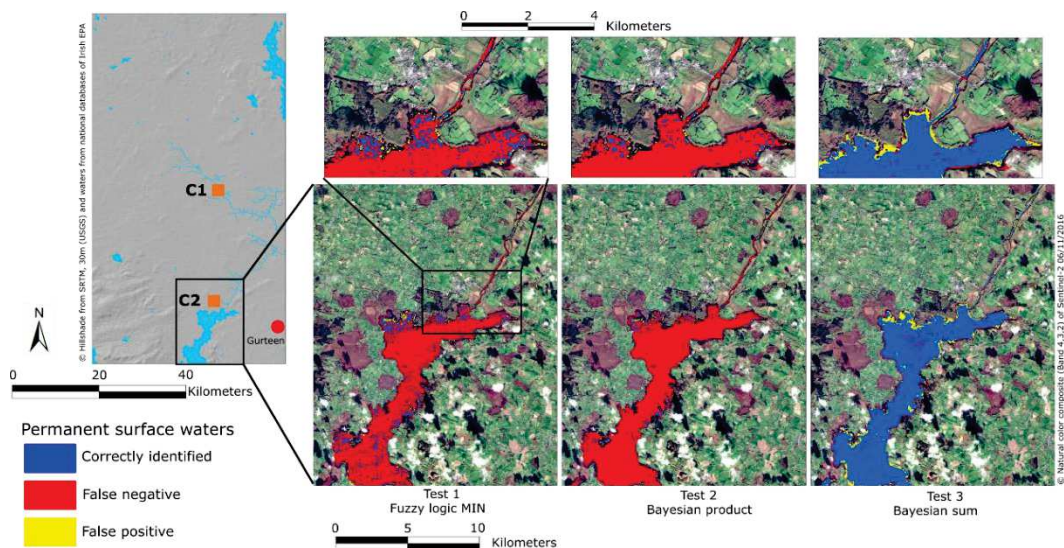 0 2 4
Kilometers
© Hillshade from SRTM, 30m (USGS) and waters from national databases of Irish EPA
C1
C2
Gurteen
N
0 20 40
Kilometers
Permanent surface waters
Correctly identified
False negative
False positive
Test 1
Fuzzy logic MIN
Test 2
Bayesian product
Test 3
Bayesian sum
0 5 10
Kilometers
© Natural color composite (Band 4,3,2) of Sentinel-2 06/11/2016